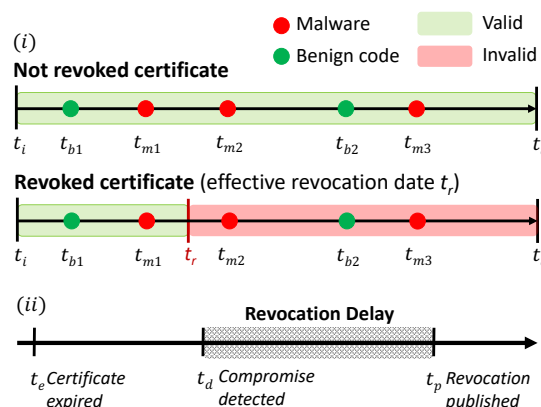 (i)
Malware
Valid
Benign code
Invalid
Not revoked certificate
t_i t_b1 t_m1 t_m2 t_b2 t_m3 t
Revoked certificate (effective revocation date t_r)
t_i t_b1 t_m1 t_r t_m2 t_b2 t_m3 t
(ii)
Revocation Delay
t_e Certificate expired
t_d Compromise detected
t_p Revocation published